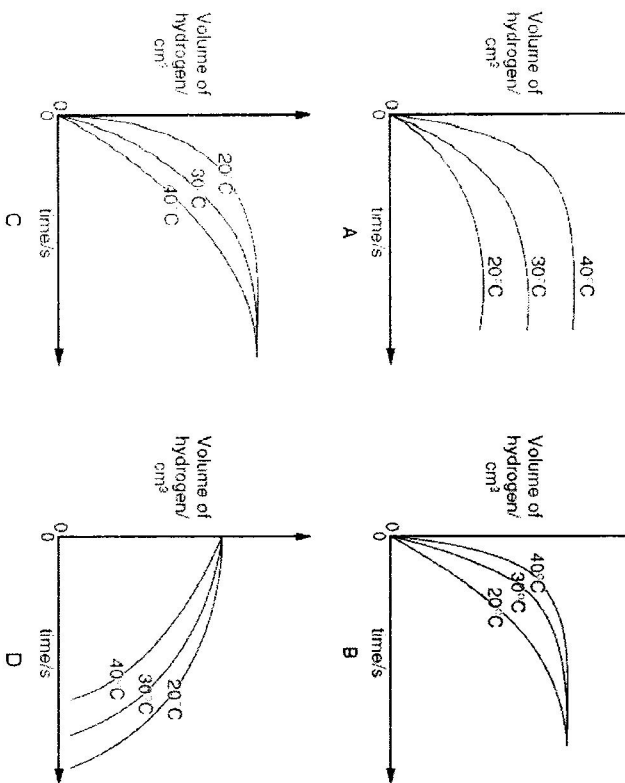 Volume of
hydrogen/
cm³
40°C
30°C
20°C
0
0
time/s
A
Volume of
hydrogen/
cm³
40°C
30°C
20°C
0
time/s
B
Volume of
hydrogen/
cm³
20°C
30°C
40°C
0
0
time/s
C
Volume of
hydrogen/
cm³
20°C
30°C
40°C
0
0
time/s
D